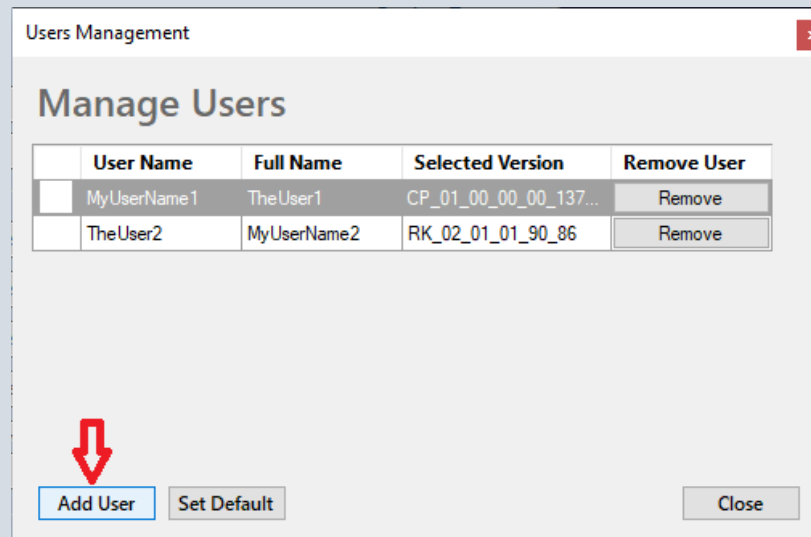 Users Management
Manage Users
User Name Full Name Selected Version Remove User
MyUserName1 TheUser1 CP_01_00_00_00_137... Remove
TheUser2 MyUserName2 RK_02_01_01_90_86 Remove
Add User Set Default Close